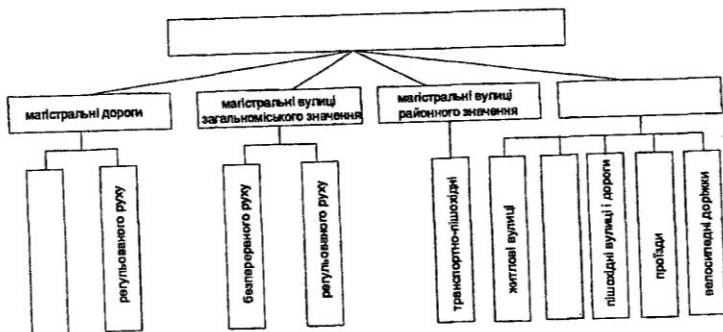 магістральні дороги
магістральні вулиці
загальноміського значення
магістральні вулиці
районного значення
регульованого руху
безперервного руху
регульованого руху
транспортно-пішохідні
житлові вулиці
пішохідні вулиці і дороги
проїзди
велосипедні доріжки